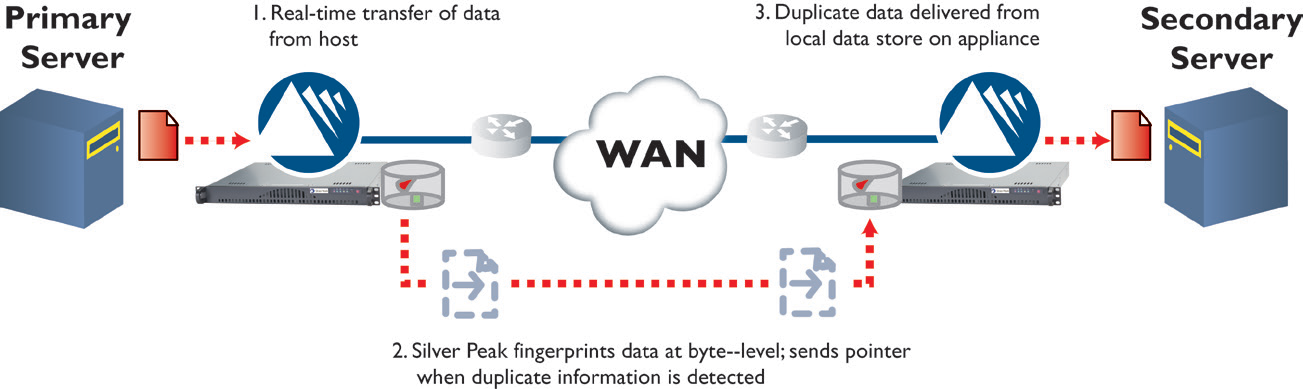 Primary
Server
1. Real-time transfer of data
from host
3. Duplicate data delivered from
local data store on appliance
Secondary
Server
WAN
2. Silver Peak fingerprints data at byte--level; sends pointer
when duplicate information is detected